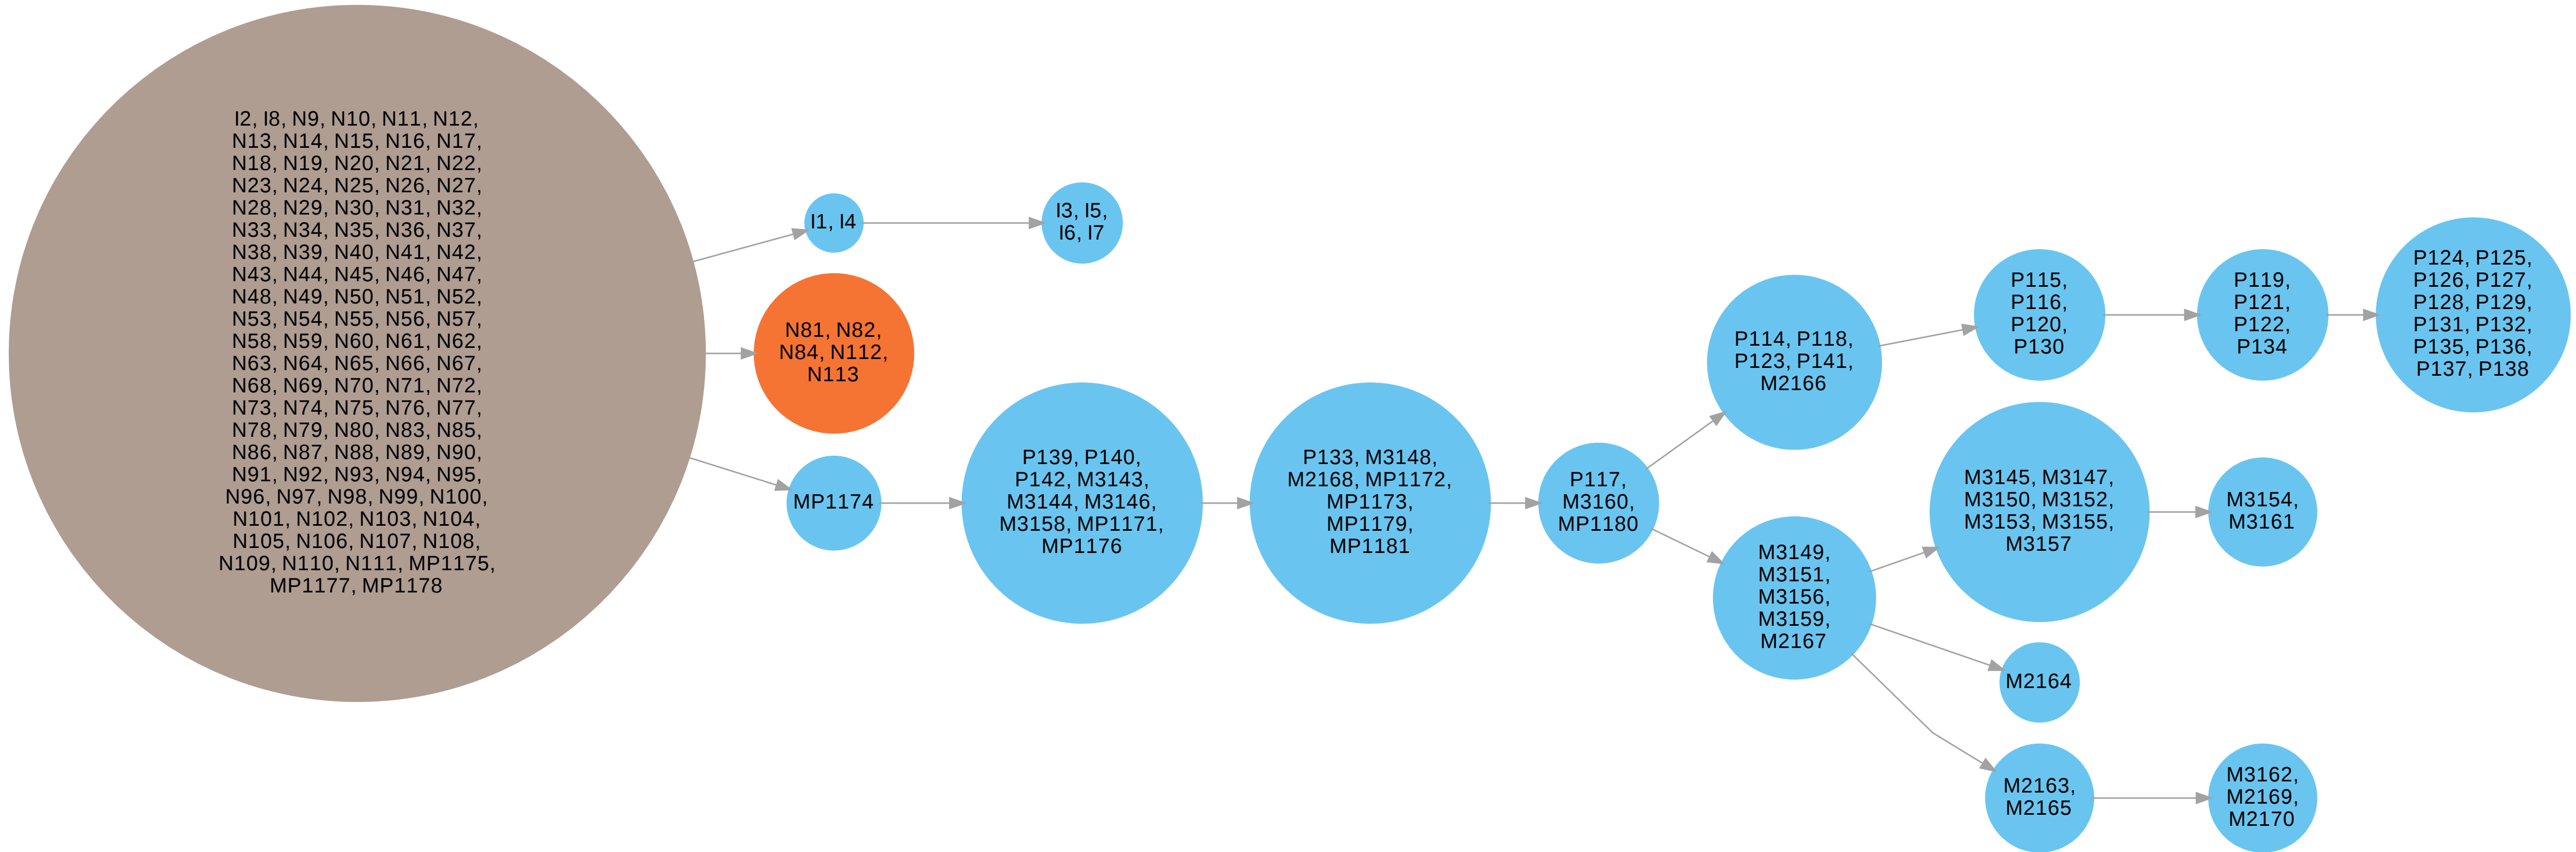 I2, I8, N9, N10, N11, N12,
N13, N14, N15, N16, N17,
N18, N19, N20, N21, N22,
N23, N24, N25, N26, N27,
N28, N29, N30, N31, N32,
N33, N34, N35, N36, N37,
N38, N39, N40, N41, N42,
N43, N44, N45, N46, N47,
N48, N49, N50, N51, N52,
N53, N54, N55, N56, N57,
N58, N59, N60, N61, N62,
N63, N64, N65, N66, N67,
N68, N69, N70, N71, N72,
N73, N74, N75, N76, N77,
N78, N79, N80, N83, N85,
N86, N87, N88, N89, N90,
N91, N92, N93, N94, N95,
N96, N97, N98, N99, N100,
N101, N102, N103, N104,
N105, N106, N107, N108,
N109, N110, N111, MP1175,
MP1177, MP1178
I1, I4
I3, I5,
I6, I7
N81, N82,
N84, N112,
N113
MP1174
P139, P140,
P142, M3143,
M3144, M3146,
M3158, MP1171,
MP1176
P133, M3148,
M2168, MP1172,
MP1173,
MP1179,
MP1181
P117,
M3160,
MP1180
P114, P118,
P123, P141,
M2166
P115,
P116,
P120,
P130
P119,
P121,
P122,
P134
P124, P125,
P126, P127,
P128, P129,
P131, P132,
P135, P136,
P137, P138
M3149,
M3151,
M3156,
M3159,
M2167
M3145, M3147,
M3150, M3152,
M3153, M3155,
M3157
M3154,
M3161
M2164
M2163,
M2165
M3162,
M2169,
M2170